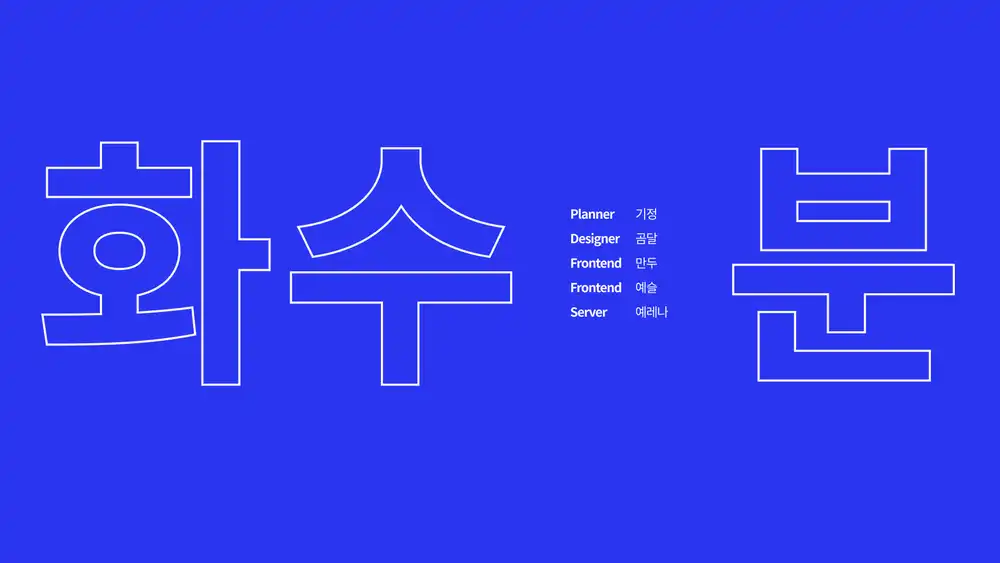 화수분
Planner 기정
Designer 곰달
Frontend 만두
Frontend 예슬
Server 예레나